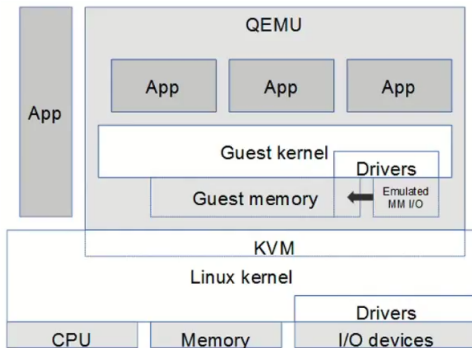 QEMU
App
App
App
App
Guest kernel
Drivers
Guest memory
Emulated
MM I/O
KVM
Linux kernel
Drivers
CPU
Memory
I/O devices